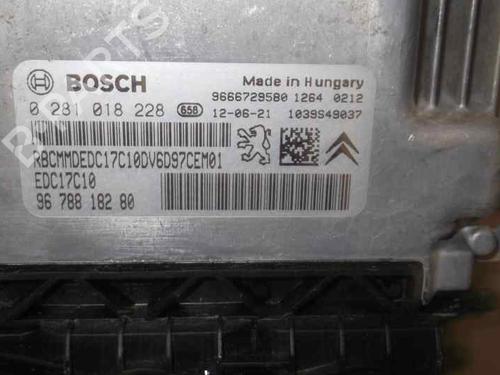 BOSCH
Made in Hungary
9666729580 1264 0212
0 281 018 228 658 12-06-21 1039S49037
RBCMMDEDC17C10DV6D97CEM01
EDC17C10
96 788 182 80